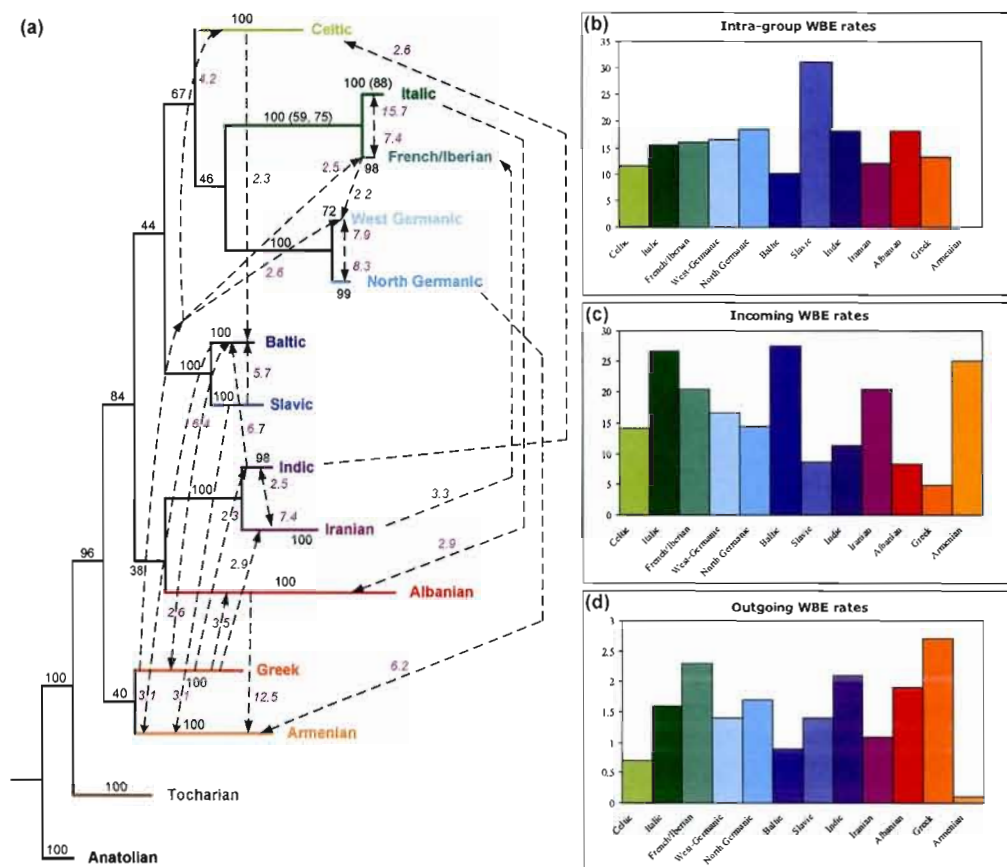 (a)
100
Celtic
2.6
4.2
67
100 (88)
Italic
100 (59, 75)
15.7
7.4
2.5
French/Iberian
98
46
2.3
2.2
72
West Germanic
44
100
7.9
2.6
8.3
North Germanic
99
100
Baltic
100
5.7
100
Slavic
6.4
6.7
84
98
Indic
100
2.5
2.3
7.4
3.3
Iranian
100
96
2.9
2.9
38
100
Albanian
2.6
3.5
Greek
6.2
100
40
3.1
3.1
12.5
100
Armenian
100
100
Tocharian
100
Anatolian
(b)
Intra-group WBE rates
35
30
25
20
15
10
5
0
Celtic
Italic
French/Iberian
West-Germanic
North Germanic
Baltic
Slavic
Indic
Iranian
Albanian
Greek
Armenian
(c)
Incoming WBE rates
30
25
20
15
10
5
0
Celtic
Italic
French/Iberian
West-Germanic
North Germanic
Baltic
Slavic
Indic
Iranian
Albanian
Greek
Armenian
(d)
Outgoing WBE rates
3
2.5
2
1.5
1
0.5
0
Celtic
Italic
French/Iberian
West-Germanic
North Germanic
Baltic
Slavic
Indic
Iranian
Albanian
Greek
Armenian